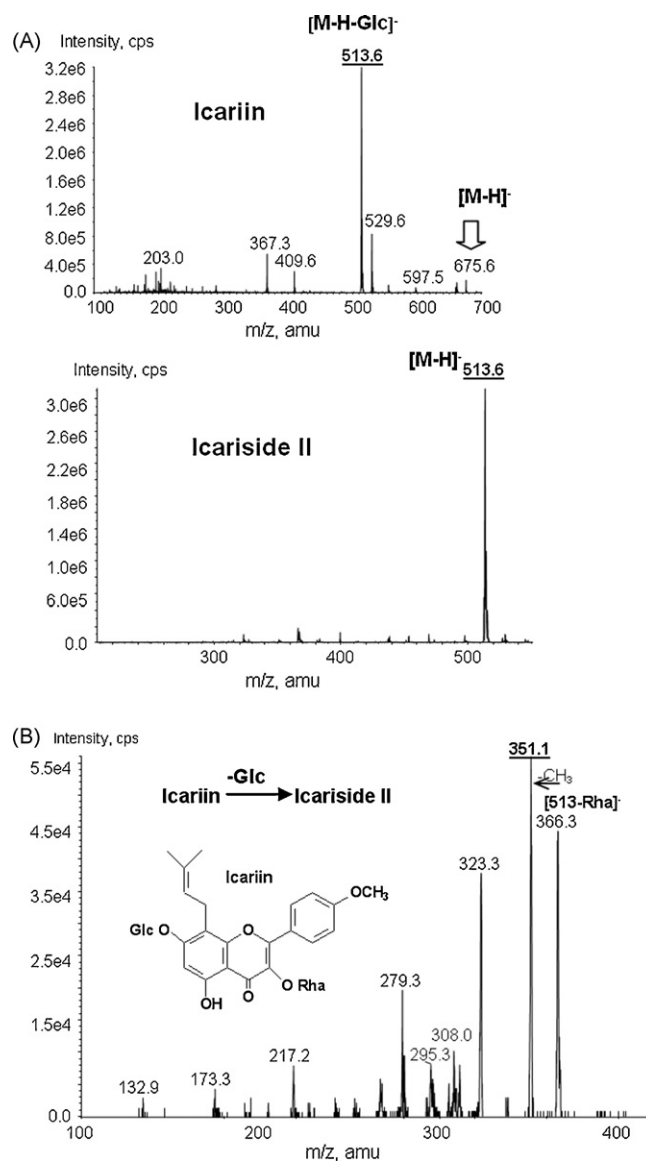 (A) Intensity, cps
[M-H-Glc]-
513.6
Icariin
[M-H]-
3.2e6
2.8e6
2.4e6
2.0e6
1.6e6
1.2e6
8.0e5
4.0e5
0.0
203.0
367.3
409.6
529.6
597.5
675.6
100 200 300 400 500 600 700
m/z, amu
Intensity, cps
[M-H]-
513.6
Icariside II
3.0e6
2.6e6
2.2e6
1.8e6
1.4e6
1.0e6
6.0e5
0.0
300 400 500
m/z, amu
(B) Intensity, cps
351.1
-CH3
[513-Rha]-
366.3
-Glc
Icariin Icariside II
5.5e4
4.5e4
3.5e4
2.5e4
1.5e4
0.0
Icariin
OCH3
Glc O
O
OH O
O Rha
323.3
279.3
308.0
295.3
217.2
173.3
132.9
100 200 300 400
m/z, amu